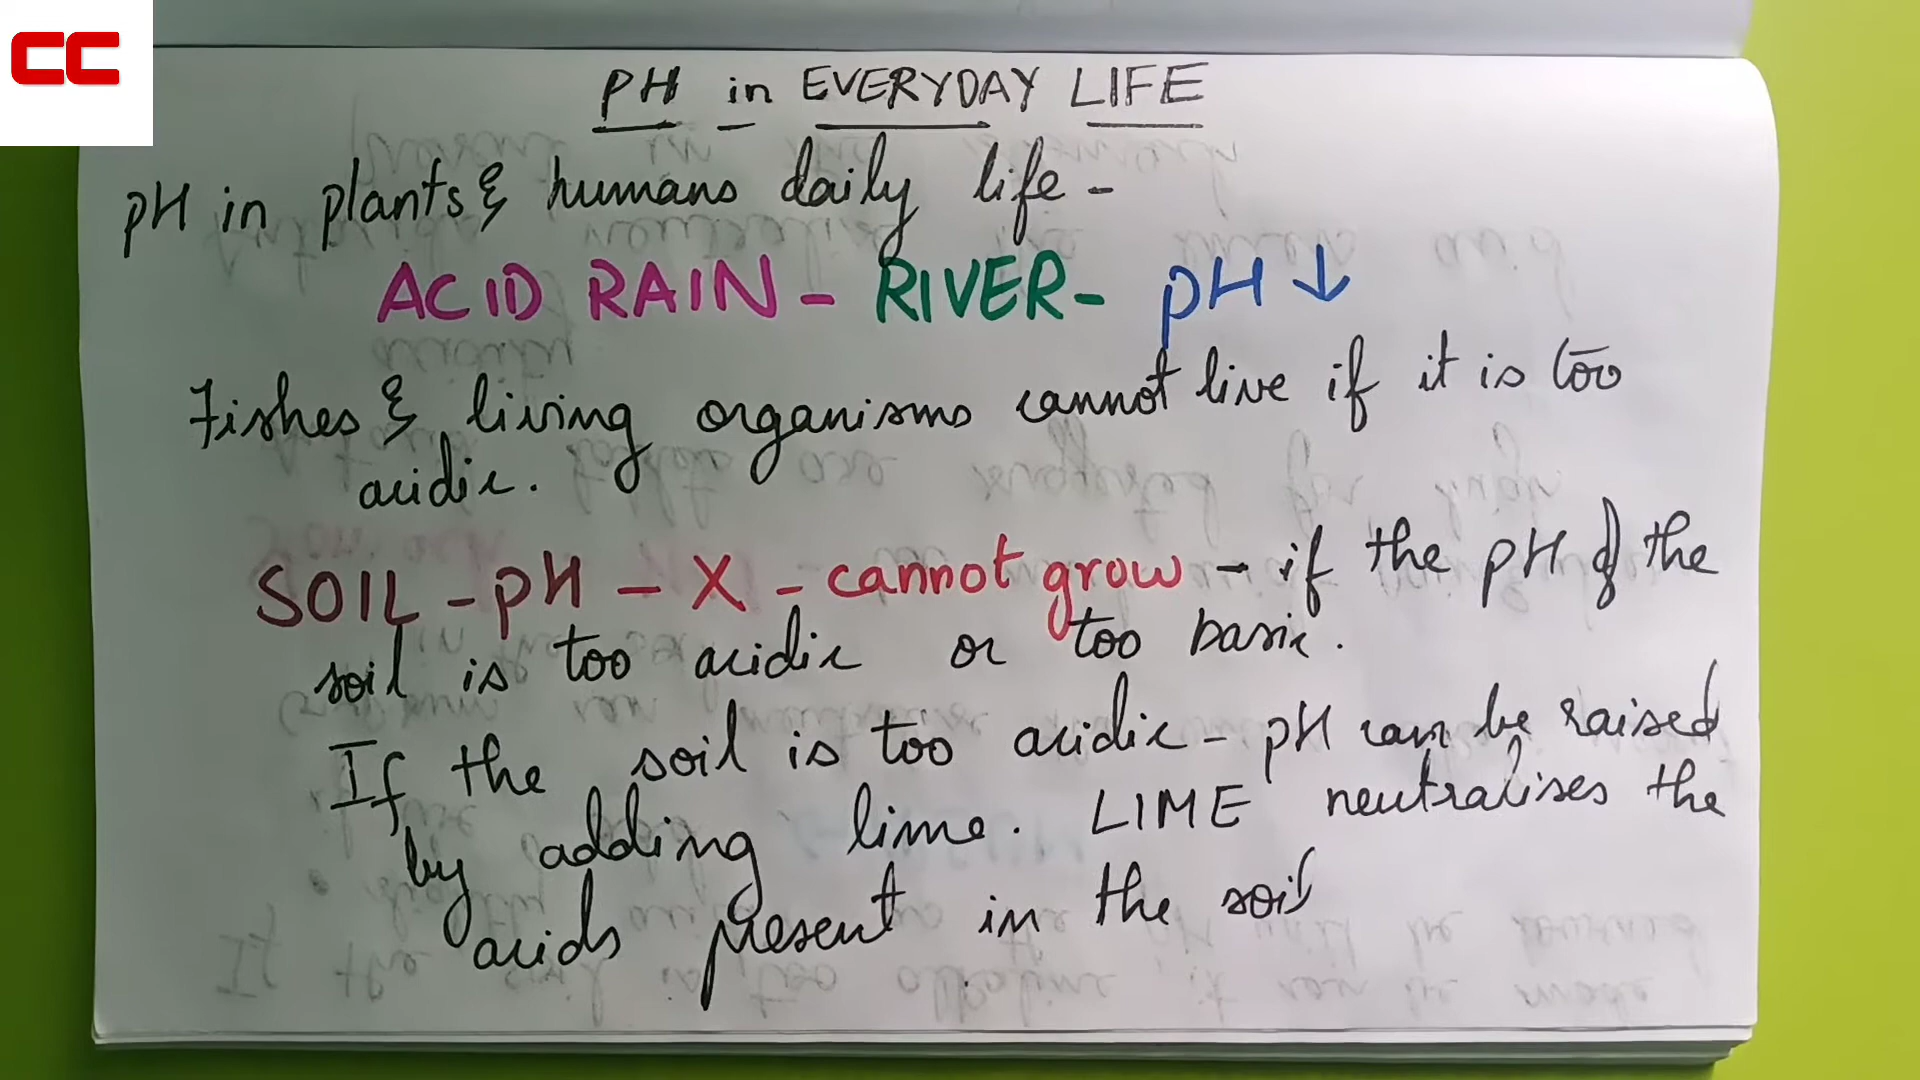 CC
PH in EVERYDAY LIFE
pH in plants & humans daily life -
ACID RAIN - RIVER - pH ↓
Fishes & living organisms cannot live if it is too
acidic.
SOIL - pH - X - cannot grow - if the pH of the
soil is too acidic or too basic.
If the soil is too acidic - pH can be raised
by adding lime. LIME neutralises the
acids present in the soil